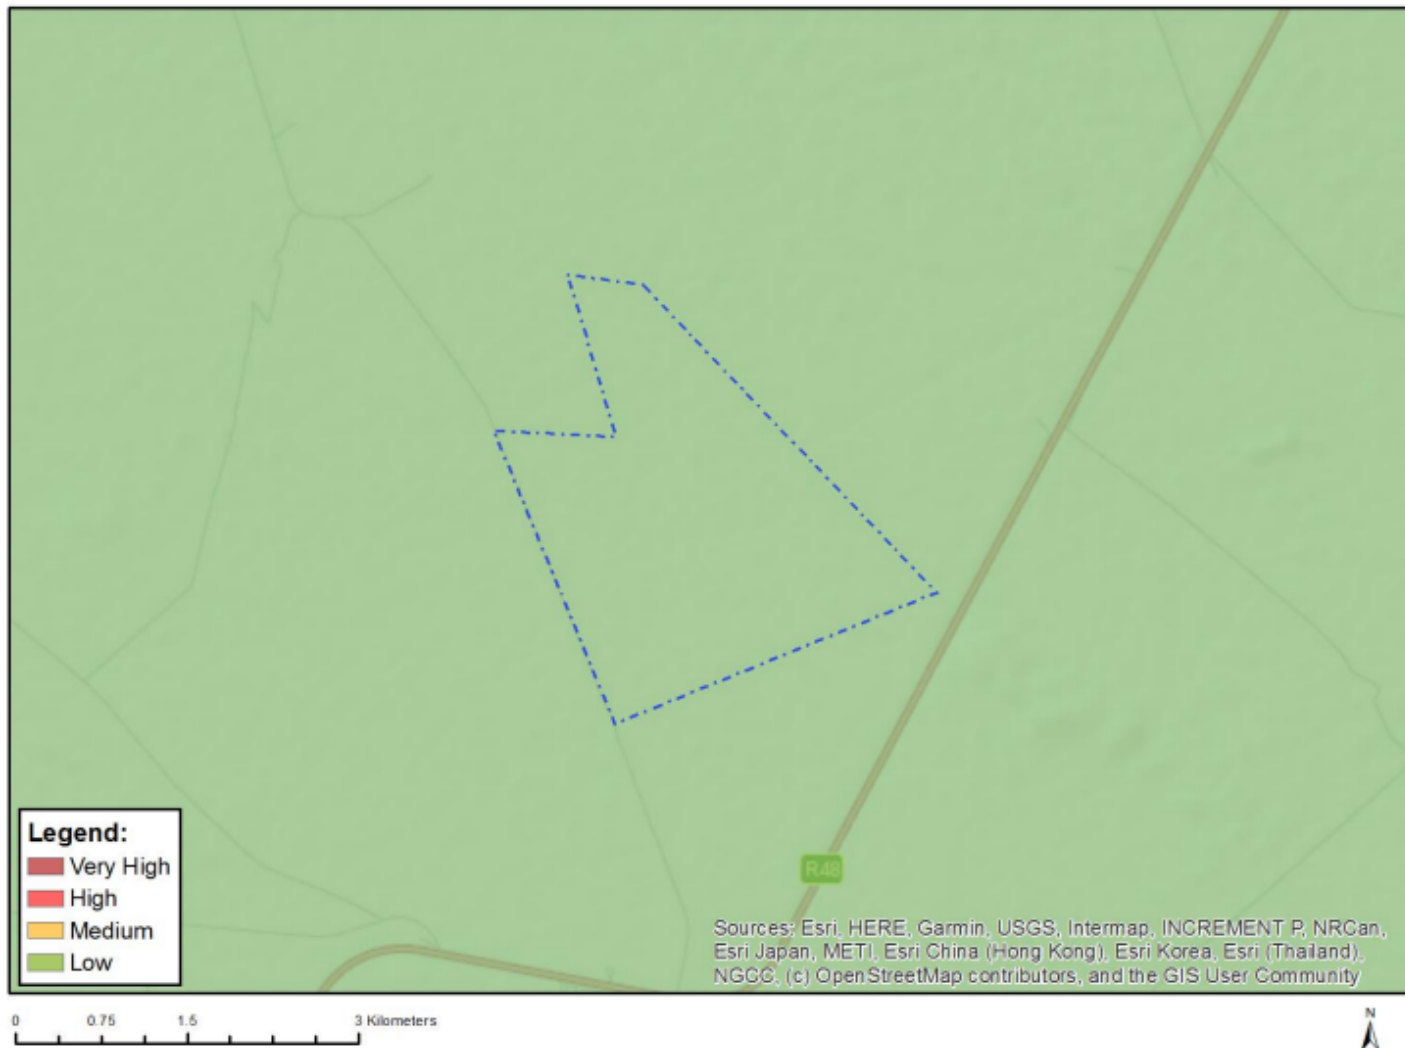 R48
Legend:
Very High
High
Medium
Low
Sources: Esri, HERE, Garmin, USGS, Intermap, INCREMENT P, NRCan,
Esri Japan, METI, Esri China (Hong Kong), Esri Korea, Esri (Thailand),
NGCC, (c) OpenStreetMap contributors, and the GIS User Community
0 0.75 1.5 3 Kilometers
N